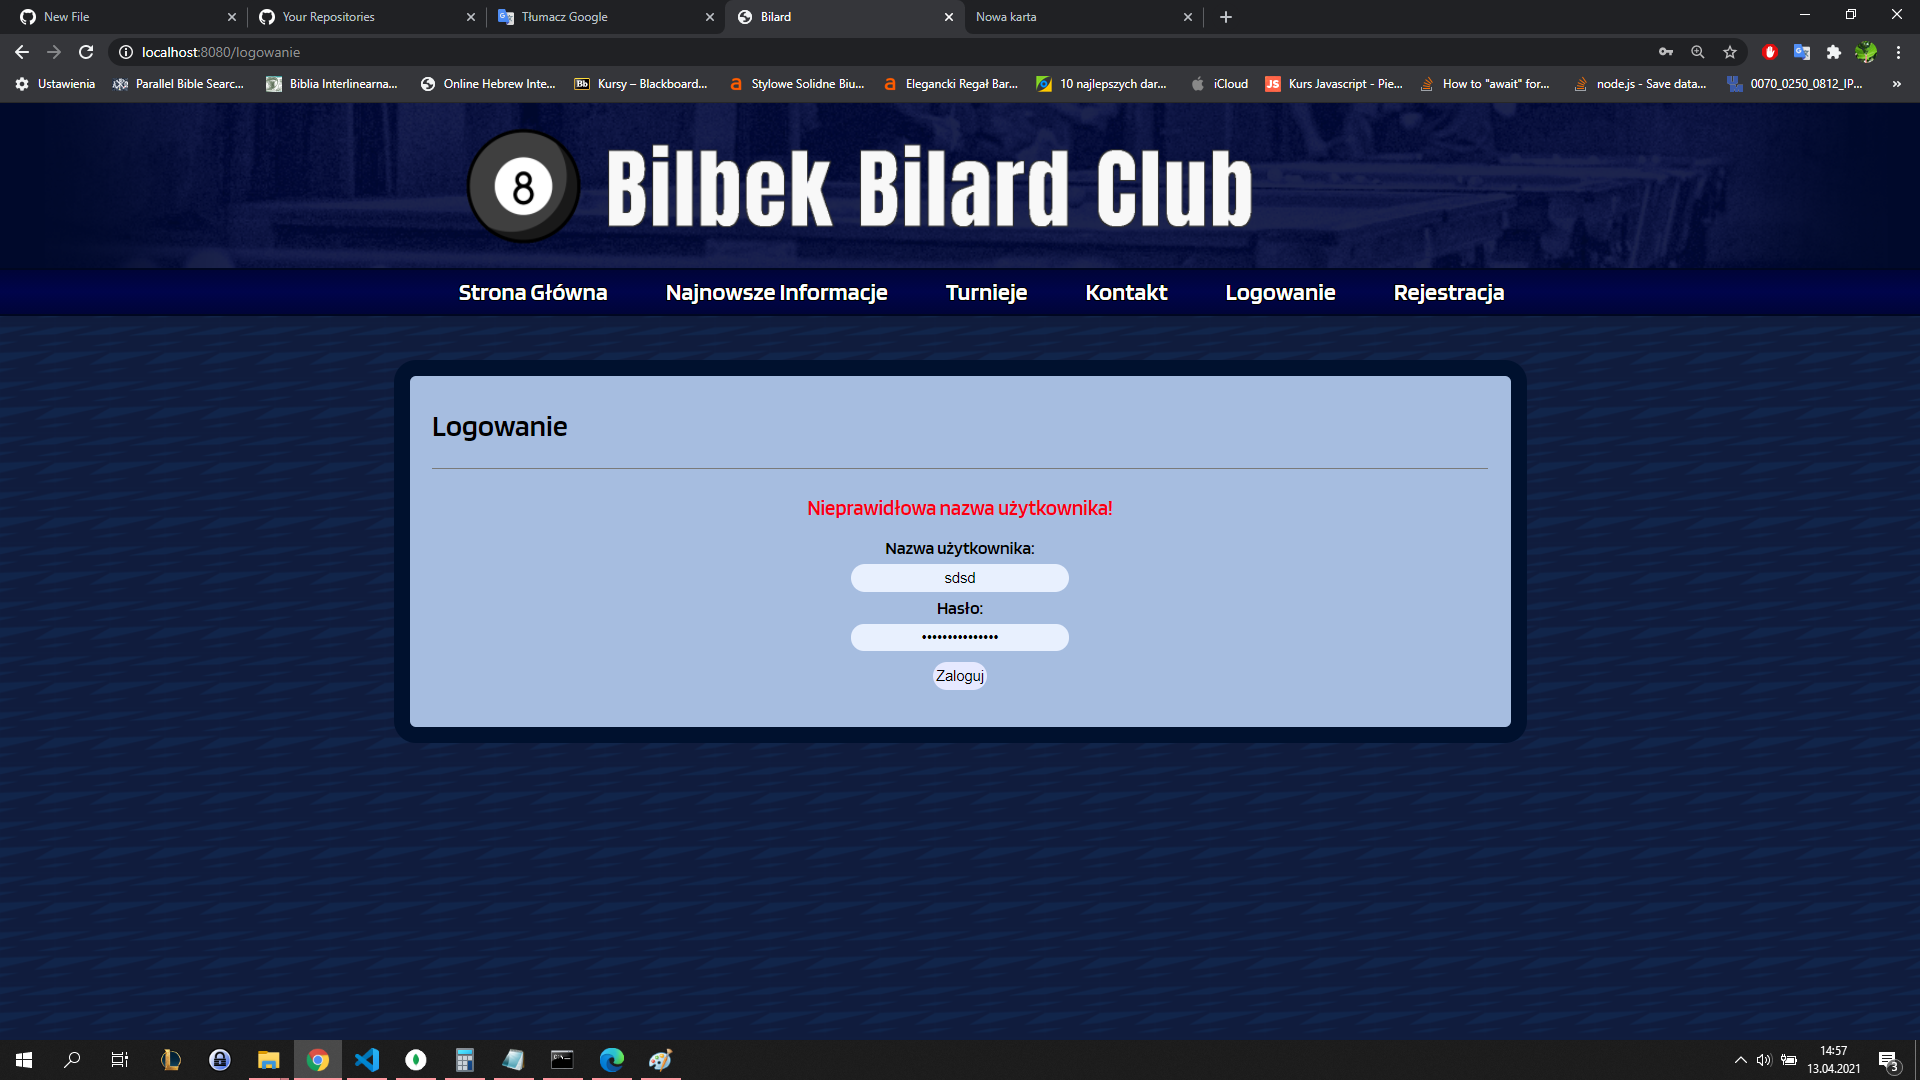 New File
Your Repositories
Tłumacz Google
Bilard
Nowa karta
localhost:8080/logowanie
Ustawienia
Parallel Bible Searc...
Biblia Interlinearna...
Online Hebrew Inte...
Bb Kursy – Blackboard...
a Stylowe Solidne Biu...
a Elegancki Regał Bar...
10 najlepszych dar...
iCloud
JS Kurs Javascript - Pie...
How to "await" for...
node.js - Save data...
0070_0250_0812_IP...
»
8 Bilbek Bilard Club
Strona Główna
Najnowsze Informacje
Turnieje
Kontakt
Logowanie
Rejestracja
Logowanie
Nieprawidłowa nazwa użytkownika!
Nazwa użytkownika:
sdsd
Hasło:
•••••••••••••••
Zaloguj
14:57
13.04.2021
3